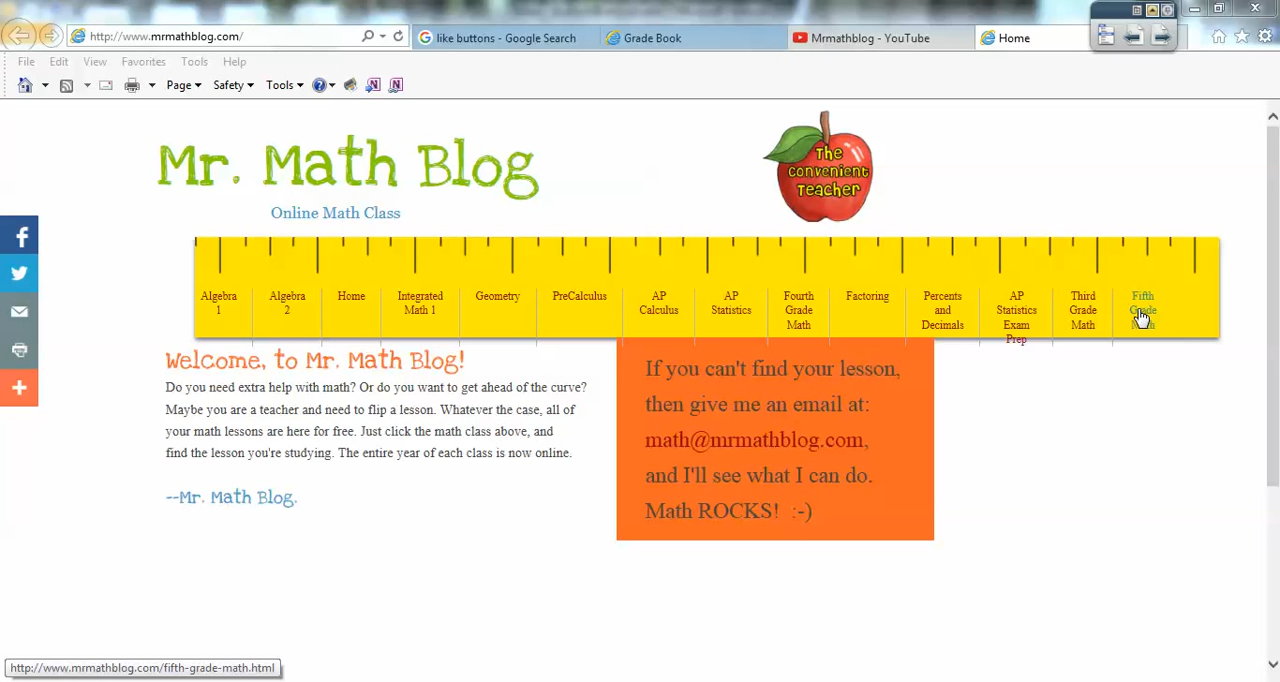 http://www.mrmathblog.com/
like buttons - Google Search
Grade Book
Mrmathblog - YouTube
Home
File Edit View Favorites Tools Help
Page Safety Tools
Mr. Math Blog
Online Math Class
The
Convenient
Teacher
Algebra
1
Algebra
2
Home
Integrated
Math 1
Geometry
PreCalculus
AP
Calculus
AP
Statistics
Fourth
Grade
Math
Factoring
Percents
and
Decimals
AP
Statistics
Exam
Prep
Third
Grade
Math
Fifth
Grade
Math
Welcome, to Mr. Math Blog!
Do you need extra help with math? Or do you want to get ahead of the curve?
Maybe you are a teacher and need to flip a lesson. Whatever the case, all of
your math lessons are here for free. Just click the math class above, and
find the lesson you're studying. The entire year of each class is now online.
--Mr. Math Blog.
If you can't find your lesson,
then give me an email at:
math@mrmathblog.com,
and I'll see what I can do.
Math ROCKS! :-)
http://www.mrmathblog.com/fifth-grade-math.html